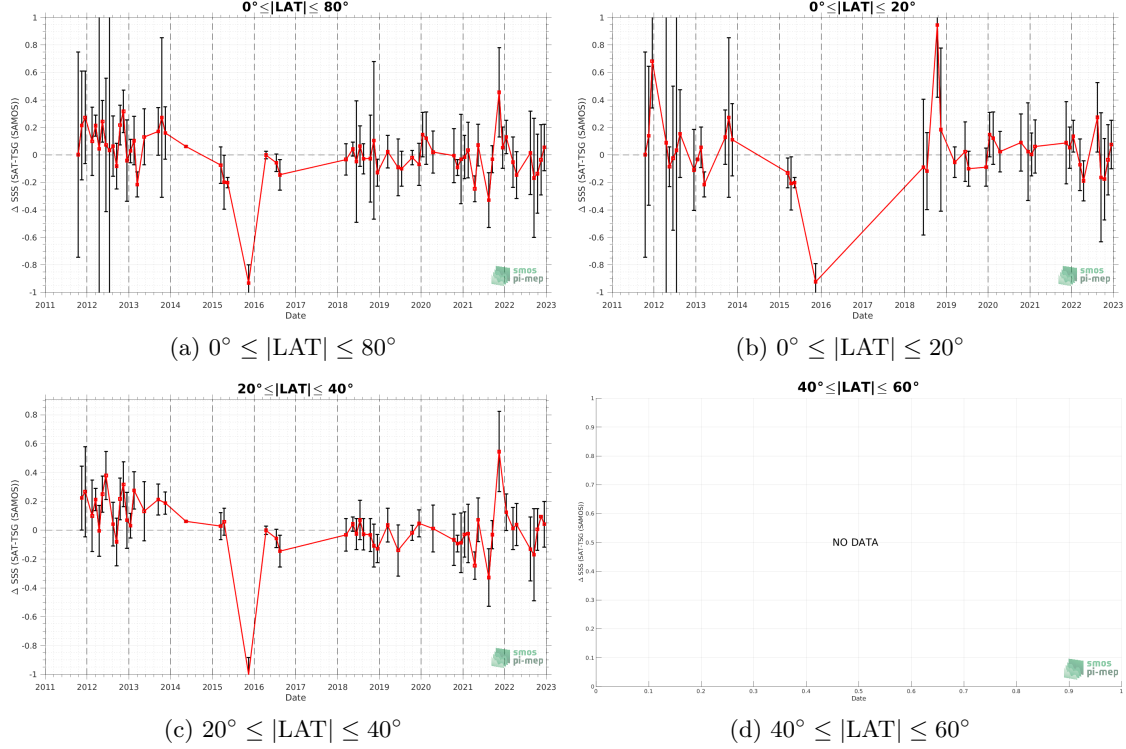 0°≤|LAT|≤ 80°
Δ SSS (SAT-TSG (SAMOS))
1
0.8
0.6
0.4
0.2
0
-0.2
-0.4
-0.6
-0.8
-1
2011 2012 2013 2014 2015 2016 2017 2018 2019 2020 2021 2022 2023
Date
smos
pi-mep
(a) 0° ≤ |LAT| ≤ 80°
0°≤|LAT|≤ 20°
Δ SSS (SAT-TSG (SAMOS))
1
0.8
0.6
0.4
0.2
0
-0.2
-0.4
-0.6
-0.8
-1
2011 2012 2013 2014 2015 2016 2017 2018 2019 2020 2021 2022 2023
Date
smos
pi-mep
(b) 0° ≤ |LAT| ≤ 20°
20°≤|LAT|≤ 40°
Δ SSS (SAT-TSG (SAMOS))
0.8
0.6
0.4
0.2
0
-0.2
-0.4
-0.6
-0.8
-1
2011 2012 2013 2014 2015 2016 2017 2018 2019 2020 2021 2022 2023
Date
smos
pi-mep
(c) 20° ≤ |LAT| ≤ 40°
40°≤|LAT|≤ 60°
Δ SSS (SAT-TSG (SAMOS))
1
0.9
0.8
0.7
0.6
0.5
0.4
0.3
0.2
0.1
0
NO DATA
0 0.1 0.2 0.3 0.4 0.5 0.6 0.7 0.8 0.9 1
Date
smos
pi-mep
(d) 40° ≤ |LAT| ≤ 60°